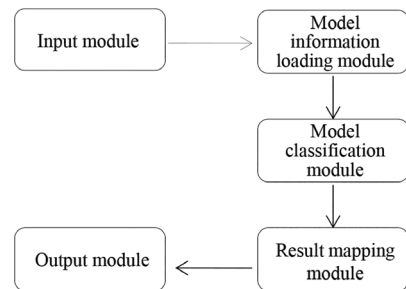 Input module
Model
information
loading module
Model
classification
module
Output module
Result mapping
module